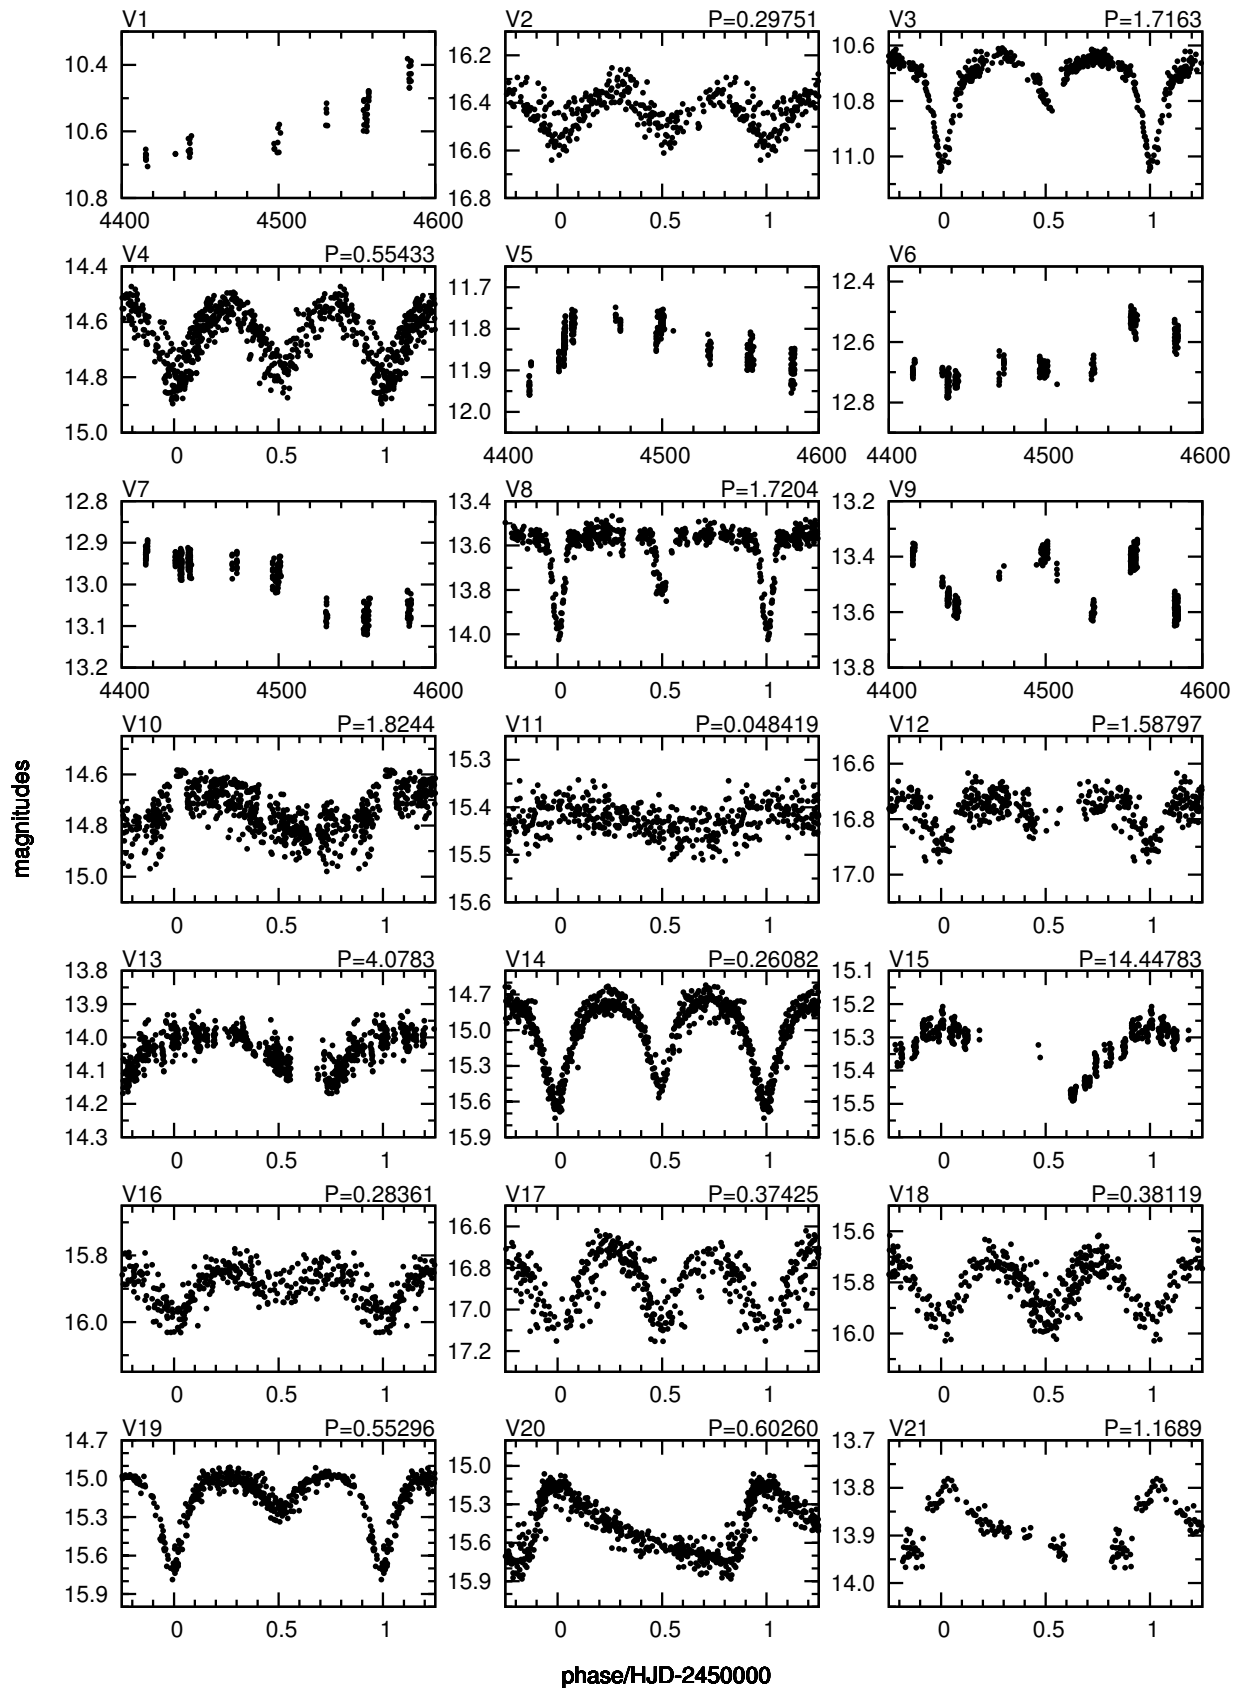 V1
10.4
10.6
10.8
4400 4500 4600
V2 P=0.29751
16.2
16.4
16.6
16.8
0 0.5 1
V3 P=1.7163
10.6
10.8
11.0
0 0.5 1
V4 P=0.55433
14.4
14.6
14.8
15.0
0 0.5 1
V5
11.7
11.8
11.9
12.0
4400 4500 4600
V6
12.4
12.6
12.8
4400 4500 4600
V7
12.8
12.9
13.0
13.1
13.2
4400 4500 4600
V8 P=1.7204
13.4
13.6
13.8
14.0
0 0.5 1
V9
13.2
13.4
13.6
13.8
4400 4500 4600
magnitudes
V10 P=1.8244
14.6
14.8
15.0
0 0.5 1
V11 P=0.048419
15.3
15.4
15.5
15.6
0 0.5 1
V12 P=1.58797
16.6
16.8
17.0
0 0.5 1
V13 P=4.0783
13.8
13.9
14.0
14.1
14.2
14.3
0 0.5 1
V14 P=0.26082
14.7
15.0
15.3
15.6
15.9
0 0.5 1
V15 P=14.44783
15.1
15.2
15.3
15.4
15.5
15.6
0 0.5 1
V16 P=0.28361
15.8
16.0
0 0.5 1
V17 P=0.37425
16.6
16.8
17.0
17.2
0 0.5 1
V18 P=0.38119
15.6
15.8
16.0
0 0.5 1
V19 P=0.55296
14.7
15.0
15.3
15.6
15.9
0 0.5 1
V20 P=0.60260
15.0
15.3
15.6
15.9
0 0.5 1
V21 P=1.1689
13.7
13.8
13.9
14.0
0 0.5 1
phase/HJD-2450000